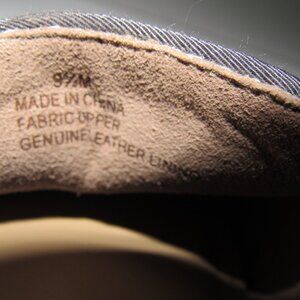 9½M
MADE IN CHINA
FABRIC UPPER
GENUINE LEATHER LINING